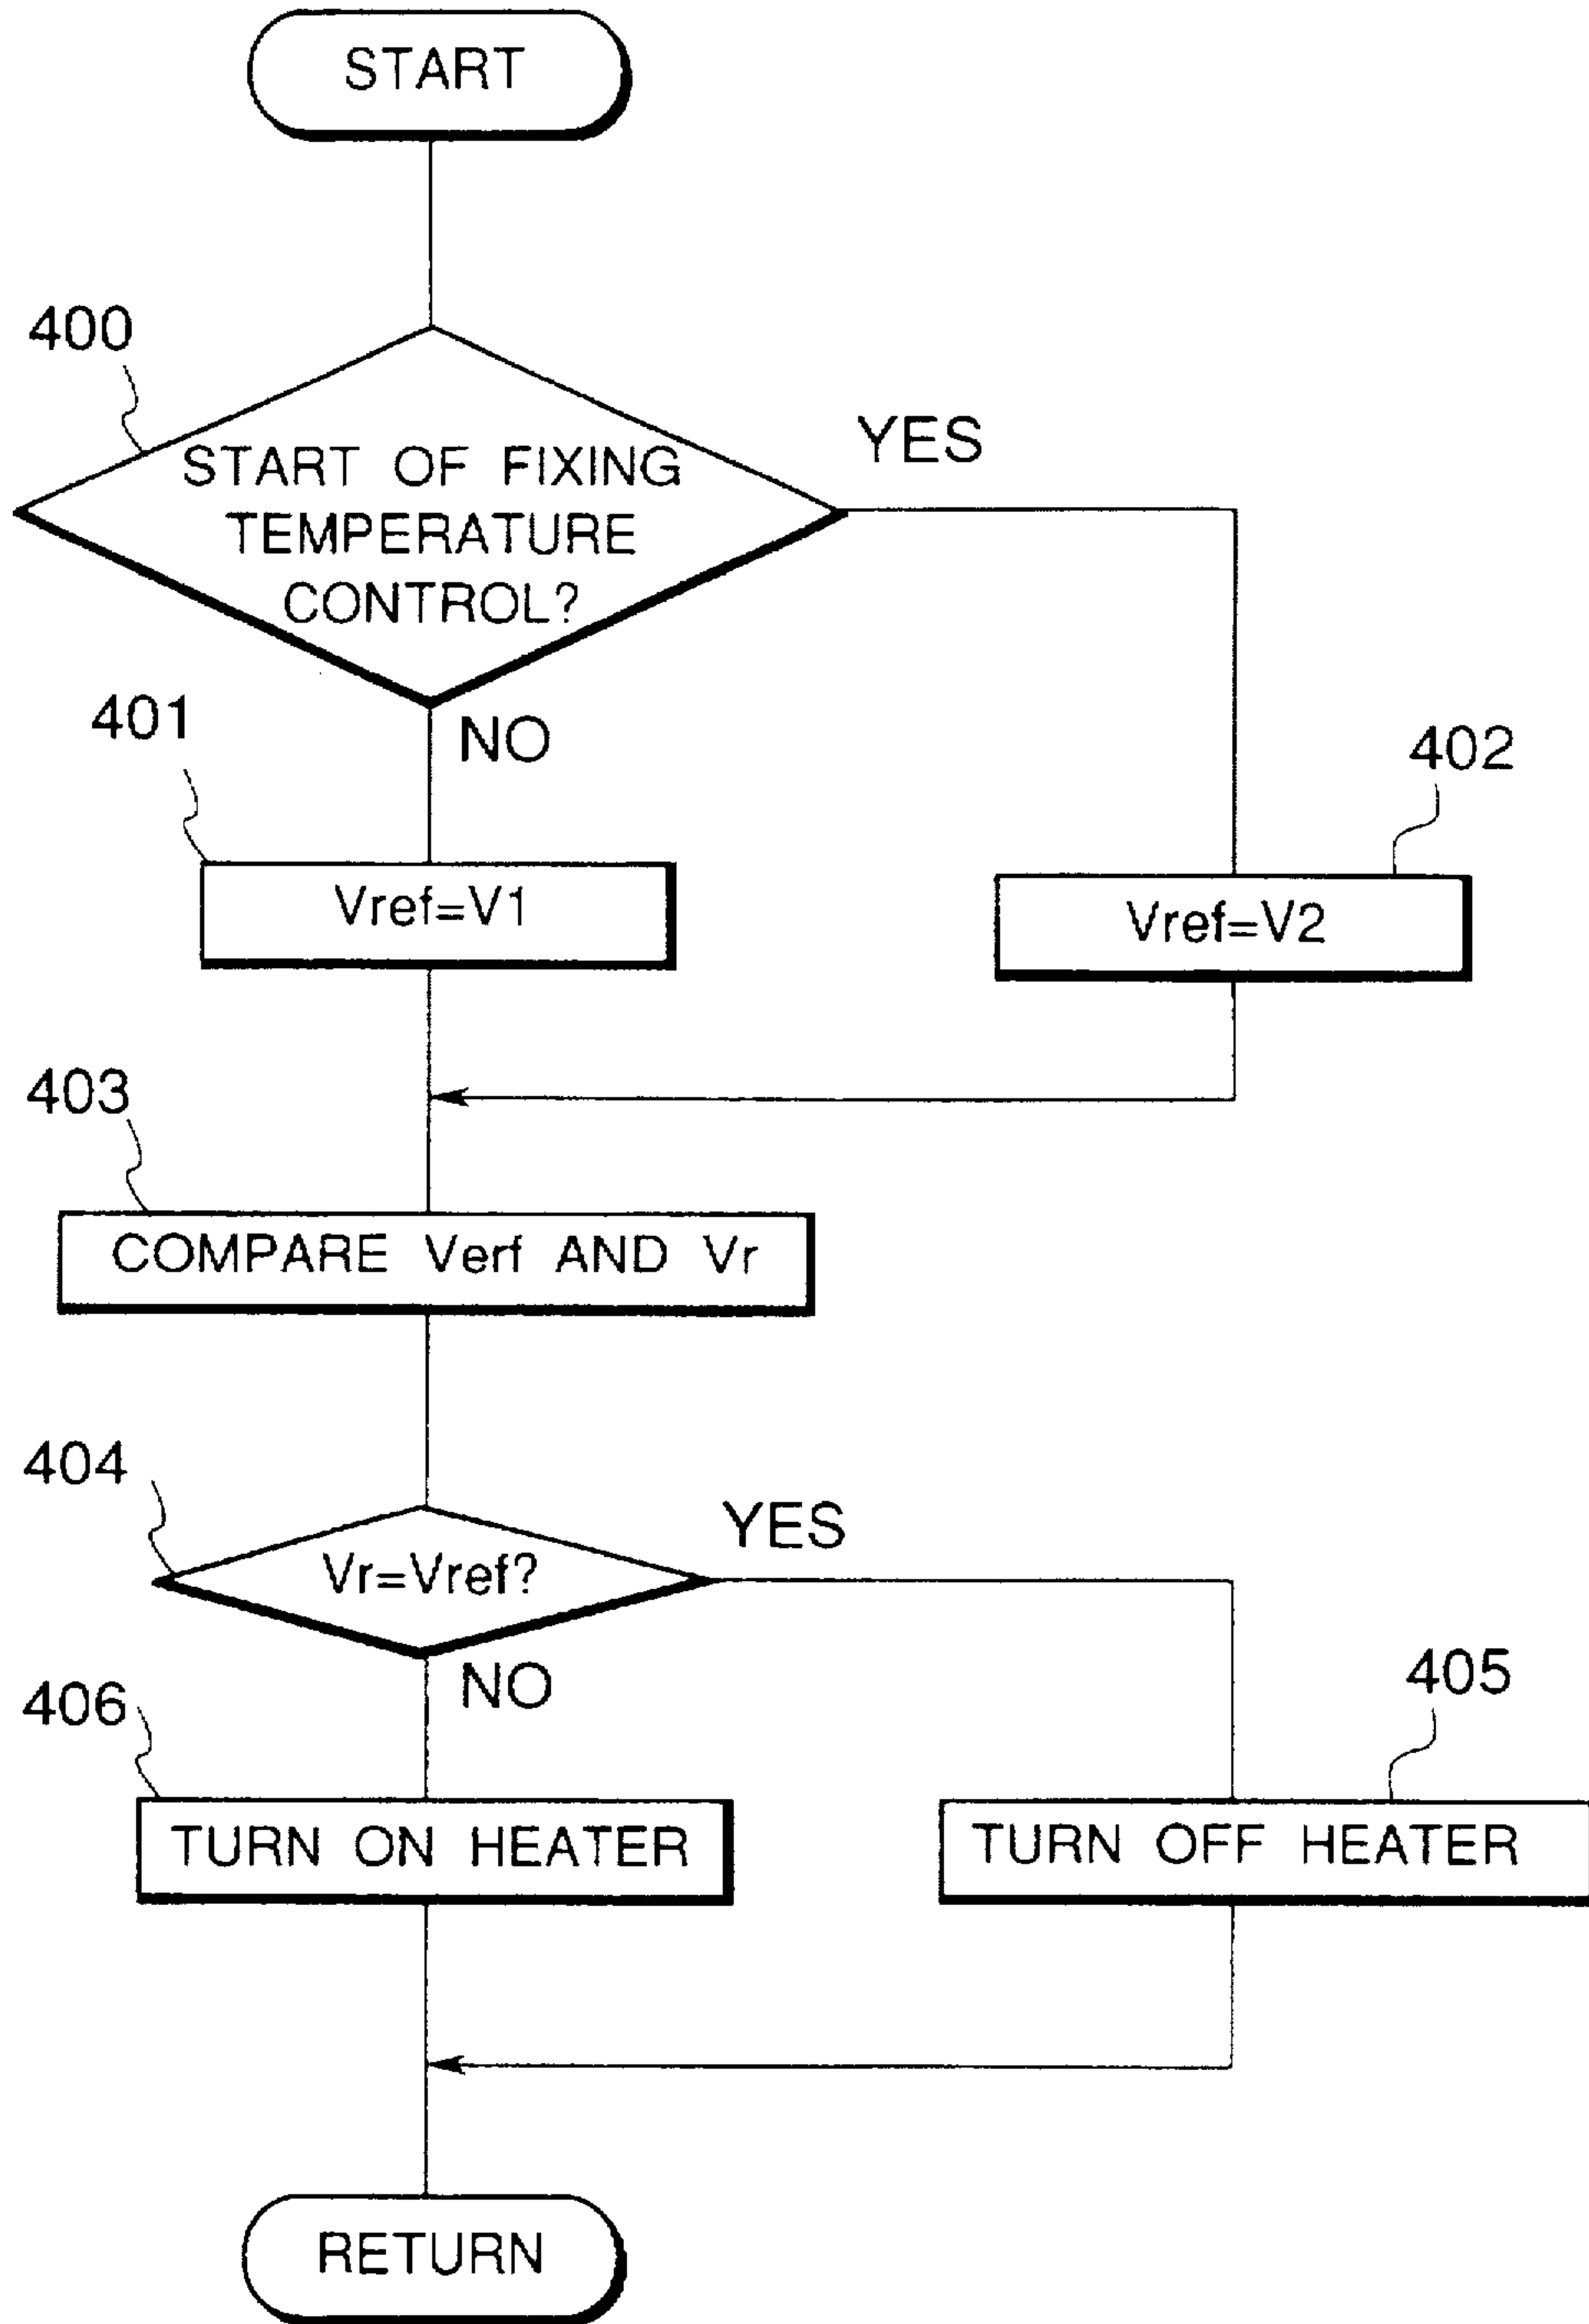 START
400
START OF FIXING
TEMPERATURE
CONTROL?
YES
NO
401
Vref=V1
402
Vref=V2
403
COMPARE Verf AND Vr
404
Vr=Vref?
YES
NO
406
TURN ON HEATER
405
TURN OFF HEATER
RETURN